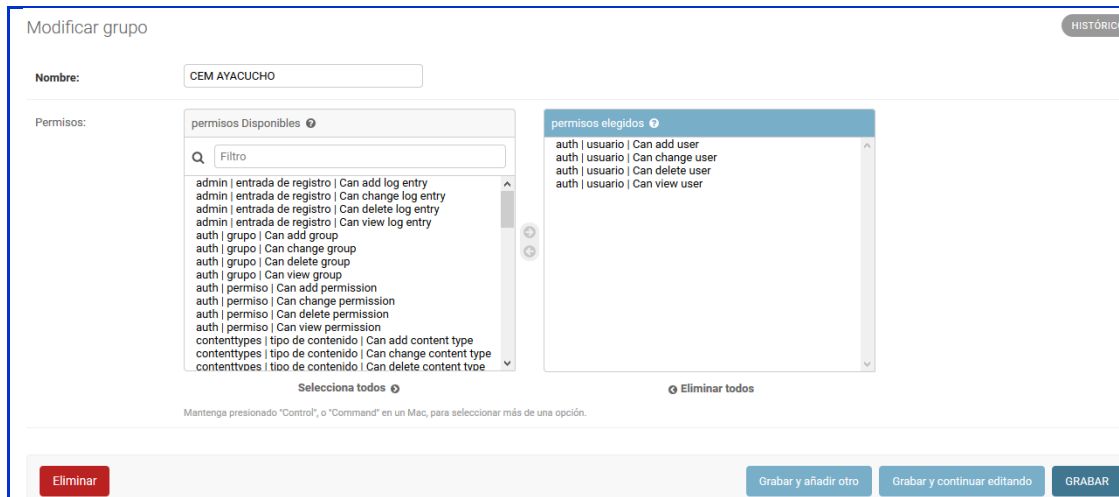 Modificar grupo
HISTÓRICO
Nombre:
CEM AYACUCHO
Permisos:
permisos Disponibles
Filtro
admin | entrada de registro | Can add log entry
admin | entrada de registro | Can change log entry
admin | entrada de registro | Can delete log entry
admin | entrada de registro | Can view log entry
auth | grupo | Can add group
auth | grupo | Can change group
auth | grupo | Can delete group
auth | grupo | Can view group
auth | permiso | Can add permission
auth | permiso | Can change permission
auth | permiso | Can delete permission
auth | permiso | Can view permission
contenttypes | tipo de contenido | Can add content type
contenttypes | tipo de contenido | Can change content type
contenttypes | tipo de contenido | Can delete content type
Selecciona todos
permisos elegidos
auth | usuario | Can add user
auth | usuario | Can change user
auth | usuario | Can delete user
auth | usuario | Can view user
Eliminar todos
Mantenga presionado "Control", o "Command" en un Mac, para seleccionar más de una opción.
Eliminar
Grabar y añadir otro
Grabar y continuar editando
GRABAR